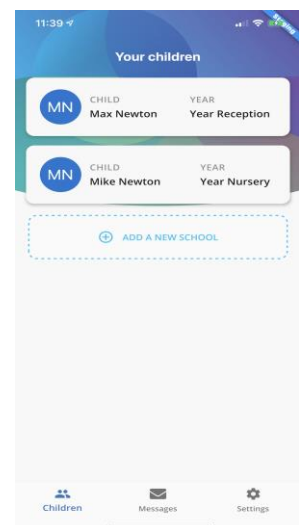 11:39
Your children
MN
CHILD
YEAR
Max Newton
Year Reception
MN
CHILD
YEAR
Mike Newton
Year Nursery
ADD A NEW SCHOOL
Children
Messages
Settings